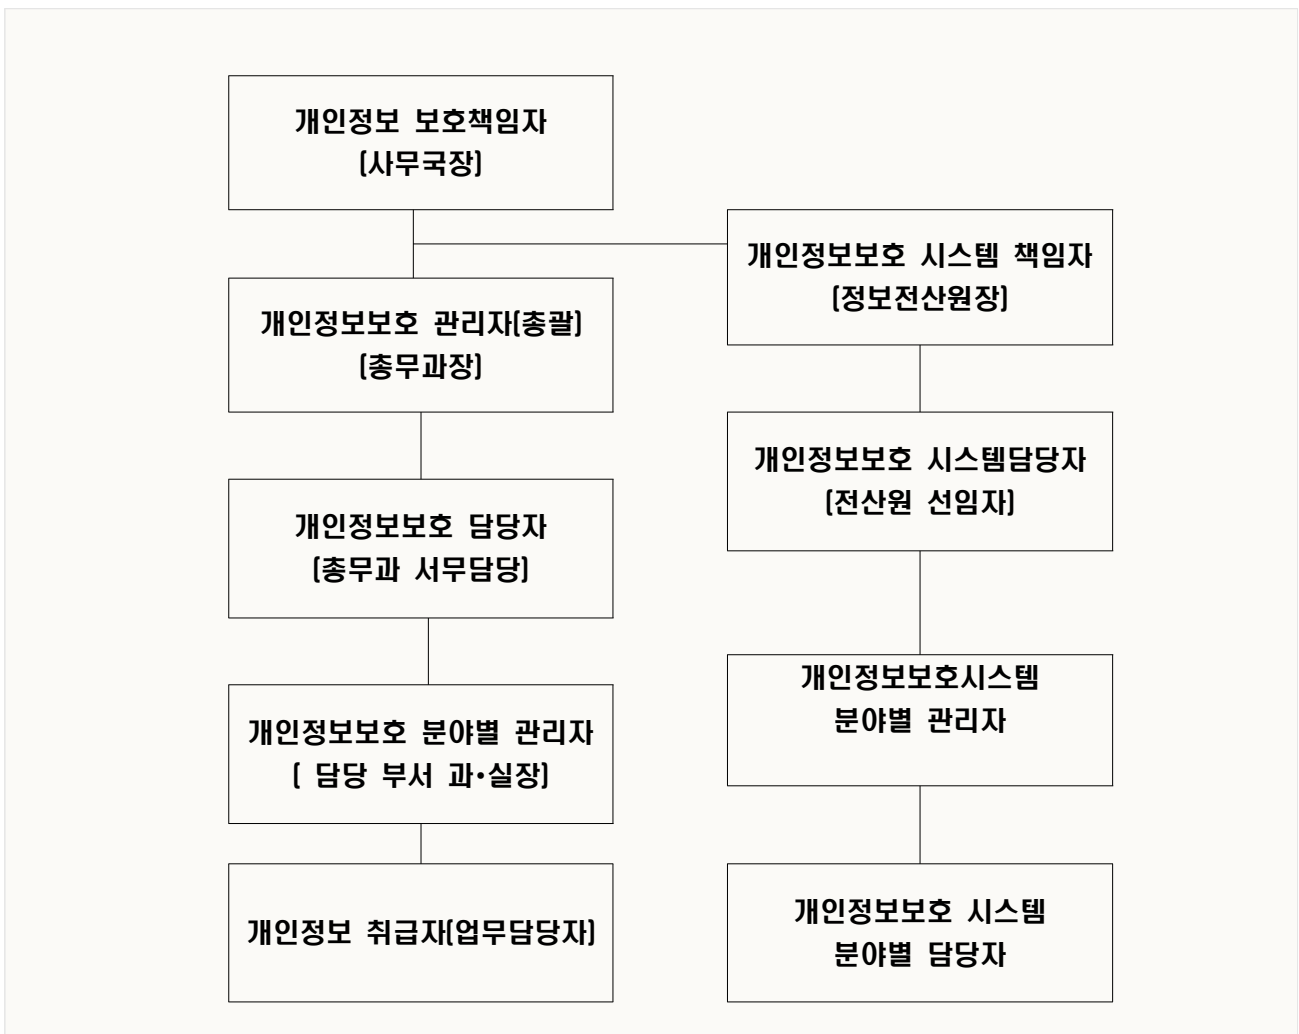 개인정보 보호책임자
(사무국장)
개인정보보호 관리자(총괄)
(총무과장)
개인정보보호 담당자
(총무과 서무담당)
개인정보보호 분야별 관리자
( 담당 부서 과·실장)
개인정보 취급자(업무담당자)
개인정보보호 시스템 책임자
(정보전산원장)
개인정보보호 시스템담당자
(전산원 선임자)
개인정보보호시스템
분야별 관리자
개인정보보호 시스템
분야별 담당자